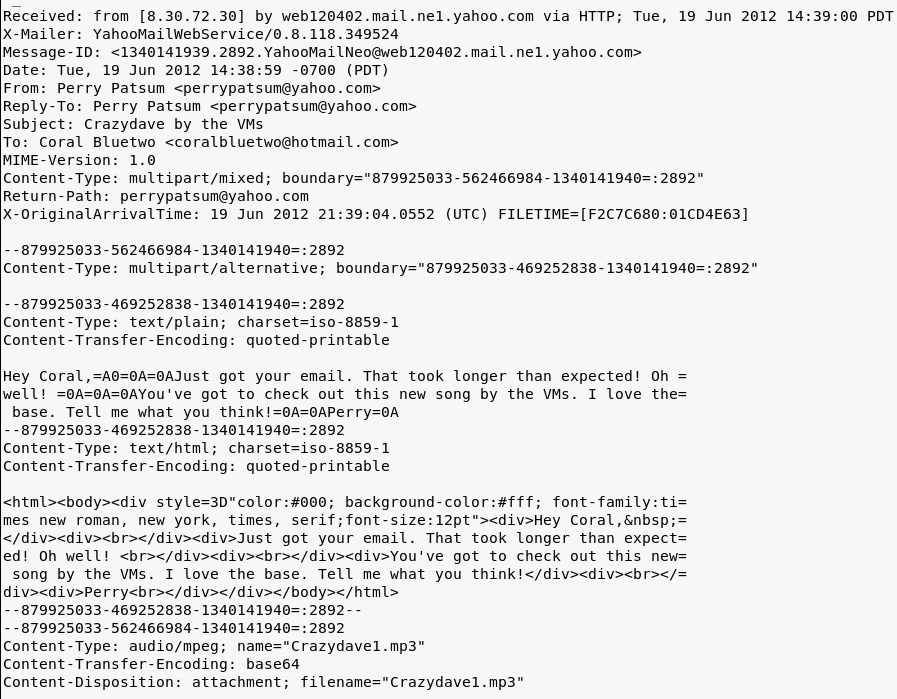 Received: from [8.30.72.30] by web120402.mail.ne1.yahoo.com via HTTP; Tue, 19 Jun 2012 14:39:00 PDT
X-Mailer: YahooMailWebService/0.8.118.349524
Message-ID: <1340141939.2892.YahooMailNeo@web120402.mail.ne1.yahoo.com>
Date: Tue, 19 Jun 2012 14:38:59 -0700 (PDT)
From: Perry Patsum <perrypatsum@yahoo.com>
Reply-To: Perry Patsum <perrypatsum@yahoo.com>
Subject: Crazydave by the VMs
To: Coral Bluetwo <coralbluetwo@hotmail.com>
MIME-Version: 1.0
Content-Type: multipart/mixed; boundary="879925033-562466984-1340141940=:2892"
Return-Path: perrypatsum@yahoo.com
X-OriginalArrivalTime: 19 Jun 2012 21:39:04.0552 (UTC) FILETIME=[F2C7C680:01CD4E63]

--879925033-562466984-1340141940=:2892
Content-Type: multipart/alternative; boundary="879925033-469252838-1340141940=:2892"

--879925033-469252838-1340141940=:2892
Content-Type: text/plain; charset=iso-8859-1
Content-Transfer-Encoding: quoted-printable

Hey Coral,=A0=0A=0AJust got your email. That took longer than expected! Oh =
well! =0A=0A=0AYou've got to check out this new song by the VMs. I love the=
 base. Tell me what you think!=0A=0APerry=0A
--879925033-469252838-1340141940=:2892
Content-Type: text/html; charset=iso-8859-1
Content-Transfer-Encoding: quoted-printable

<html><body><div style=3D"color:#000; background-color:#fff; font-family:ti=
mes new roman, new york, times, serif;font-size:12pt"><div>Hey Coral,&nbsp;=
</div><div><br></div><div>Just got your email. That took longer than expect=
ed! Oh well! <br></div><div><br></div><div>You've got to check out this new=
 song by the VMs. I love the base. Tell me what you think!</div><div><br></=
div><div>Perry<br></div></div></body></html>
--879925033-469252838-1340141940=:2892--
--879925033-562466984-1340141940=:2892
Content-Type: audio/mpeg; name="Crazydave1.mp3"
Content-Transfer-Encoding: base64
Content-Disposition: attachment; filename="Crazydave1.mp3"